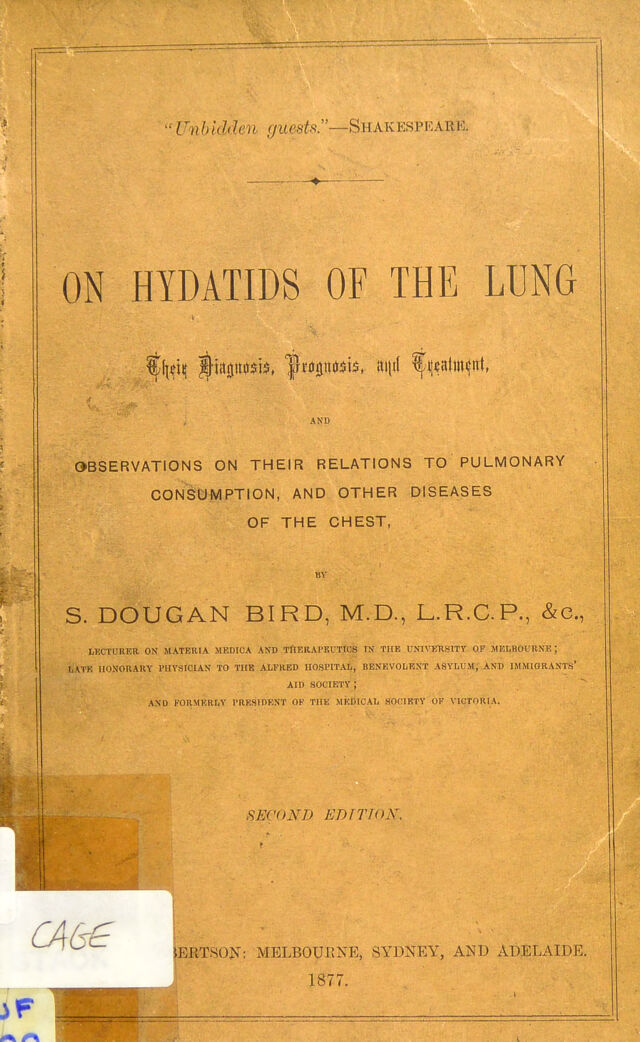 "Unbidden guests."—SHAKESPEARE.
ON HYDATIDS OF THE LUNG
Their Diagnosis, Prognosis, and Treatment,
AND
OBSERVATIONS ON THEIR RELATIONS TO PULMONARY
CONSUMPTION, AND OTHER DISEASES
OF THE CHEST,
BY
S. DOUGAN BIRD, M.D., L.R.C.P., &c.,
LECTURER ON MATERIA MEDICA AND THERAPEUTICS IN THE UNIVERSITY OF MELBOURNE;
LATE HONORARY PHYSICIAN TO THE ALFRED HOSPITAL, BENEVOLENT ASYLUM, AND IMMIGRANTS'
AID SOCIETY;
AND FORMERLY PRESIDENT OF THE MEDICAL SOCIETY OF VICTORIA.
SECOND EDITION.
CAGE
BERTSON: MELBOURNE, SYDNEY, AND ADELAIDE.
1877.
UF